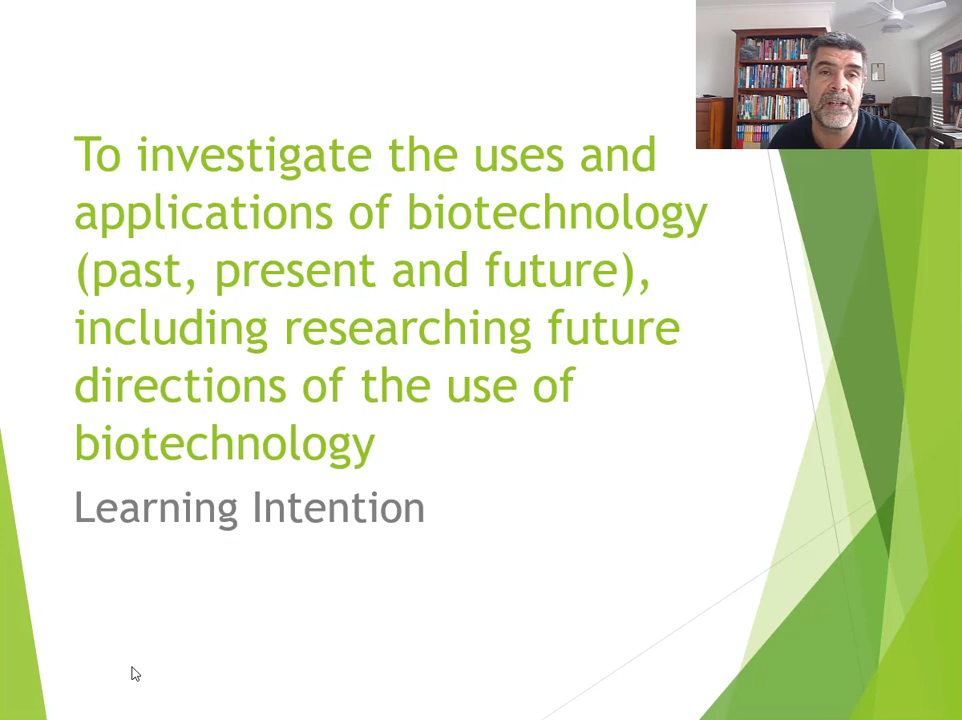 To investigate the uses and
applications of biotechnology
(past, present and future),
including researching future
directions of the use of
biotechnology
Learning Intention